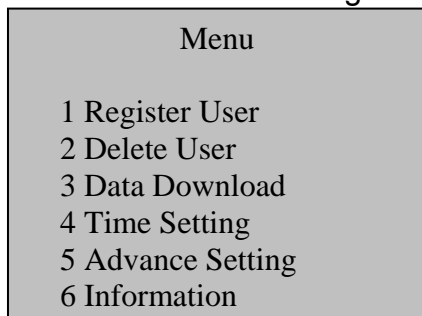 Menu
1 Register User
2 Delete User
3 Data Download
4 Time Setting
5 Advance Setting
6 Information